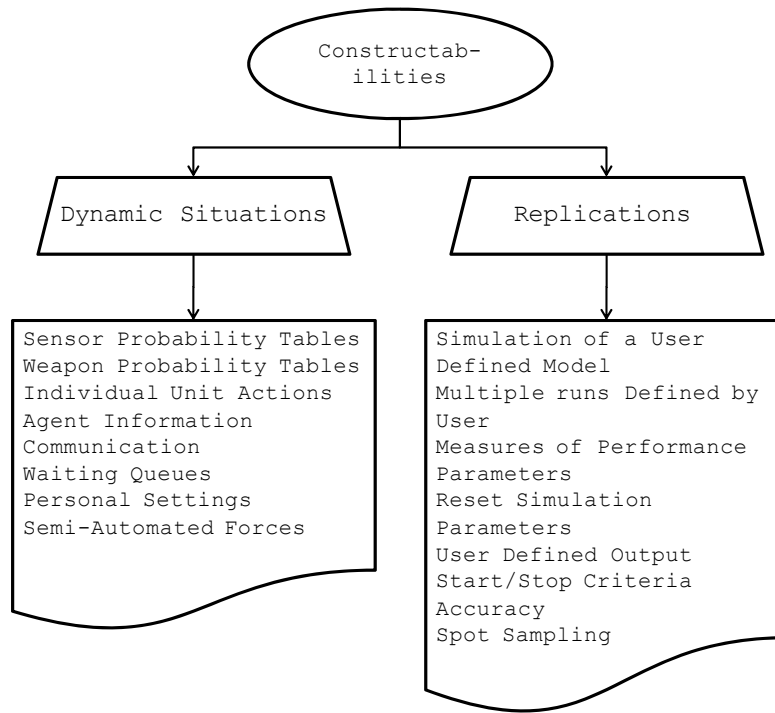 Constructab-
ilities
Dynamic Situations
Replications
Sensor Probability Tables
Weapon Probability Tables
Individual Unit Actions
Agent Information
Communication
Waiting Queues
Personal Settings
Semi-Automated Forces
Simulation of a User
Defined Model
Multiple runs Defined by
User
Measures of Performance
Parameters
Reset Simulation
Parameters
User Defined Output
Start/Stop Criteria
Accuracy
Spot Sampling